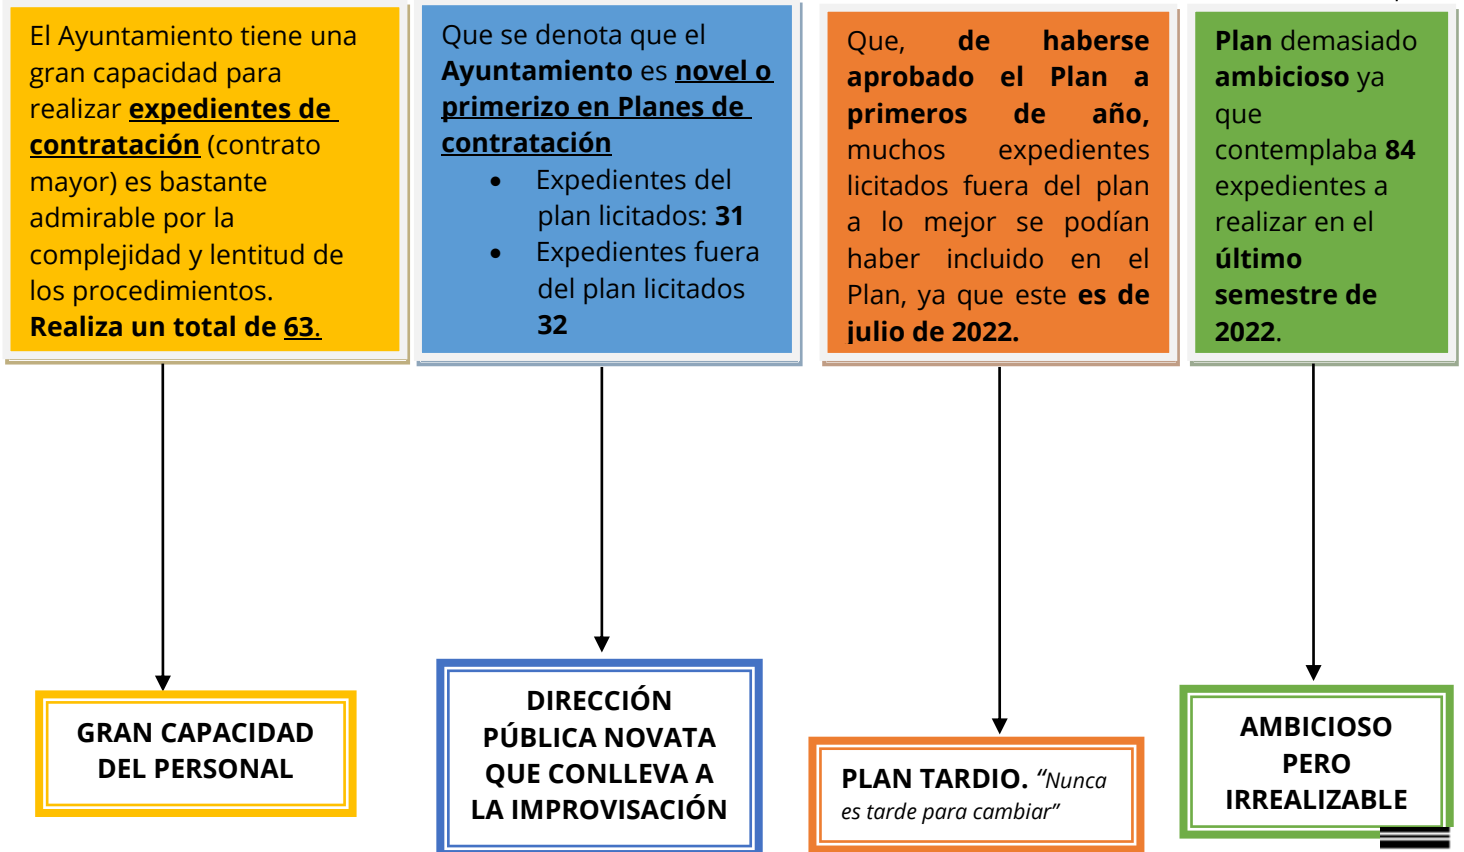 El Ayuntamiento tiene una
gran capacidad para
realizar expedientes de
contratación (contrato
mayor) es bastante
admirable por la
complejidad y lentitud de
los procedimientos.
Realiza un total de 63.
Que se denota que el
Ayuntamiento es novel o
primerizo en Planes de
contratación
• Expedientes del
plan licitados: 31
• Expedientes fuera
del plan licitados
32
Que, de haberse
aprobado el Plan a
primeros de año,
muchos expedientes
licitados fuera del plan
a lo mejor se podían
haber incluido en el
Plan, ya que este es de
julio de 2022.
Plan demasiado
ambicioso ya
que
contemplaba 84
expedientes a
realizar en el
último
semestre de
2022.
GRAN CAPACIDAD
DEL PERSONAL
DIRECCIÓN
PÚBLICA NOVATA
QUE CONLLEVA A
LA IMPROVISACIÓN
PLAN TARDIO. “Nunca
es tarde para cambiar”
AMBICIOSO
PERO
IRREALIZABLE